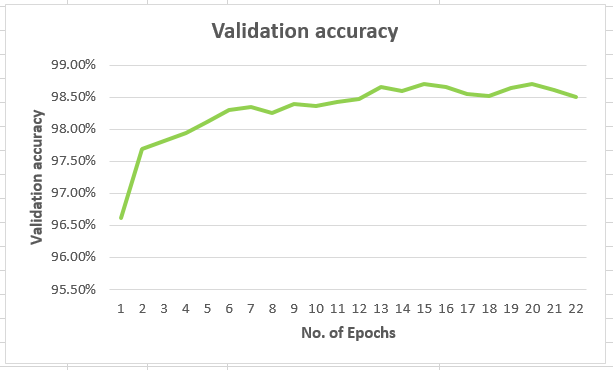 Validation accuracy
99.00%
98.50%
98.00%
97.50%
97.00%
96.50%
96.00%
95.50%
Validation accuracy
1 2 3 4 5 6 7 8 9 10 11 12 13 14 15 16 17 18 19 20 21 22
No. of Epochs